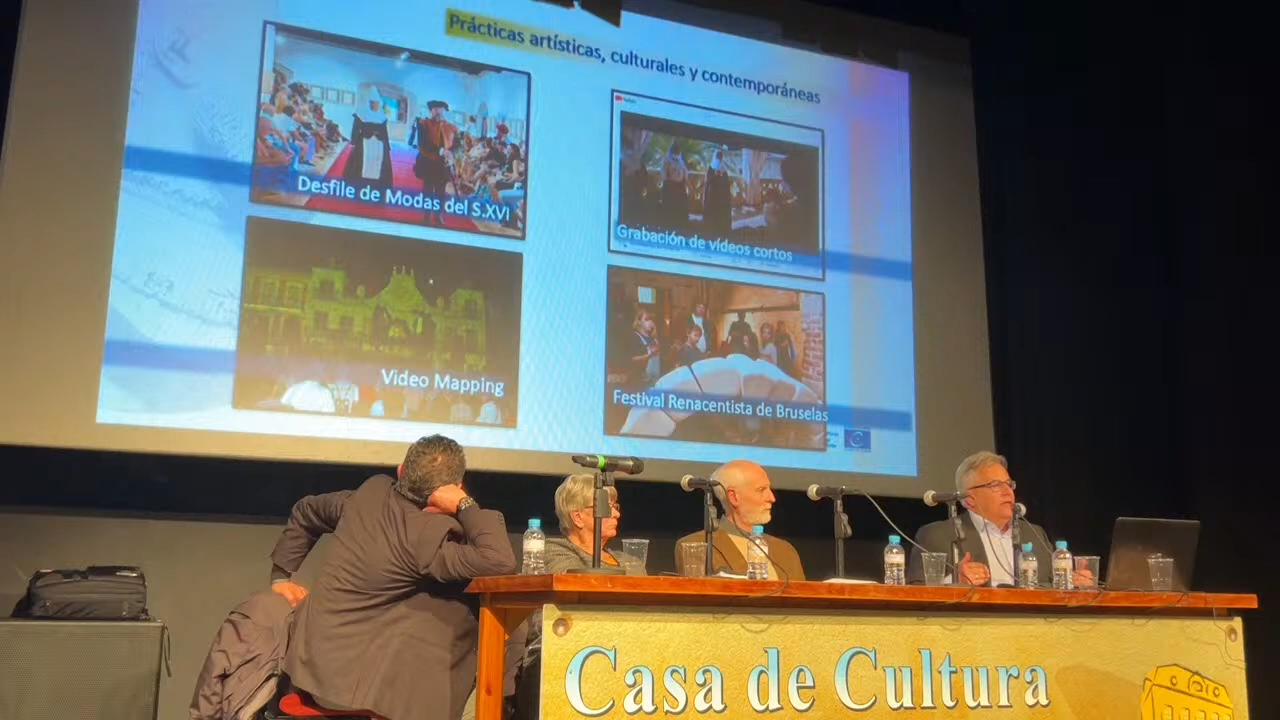 Prácticas artísticas, culturales y contemporáneas
Desfile de Modas del S.XVI
Grabación de vídeos cortos
Video Mapping
Festival Renacentista de Bruselas
Casa de Cultura